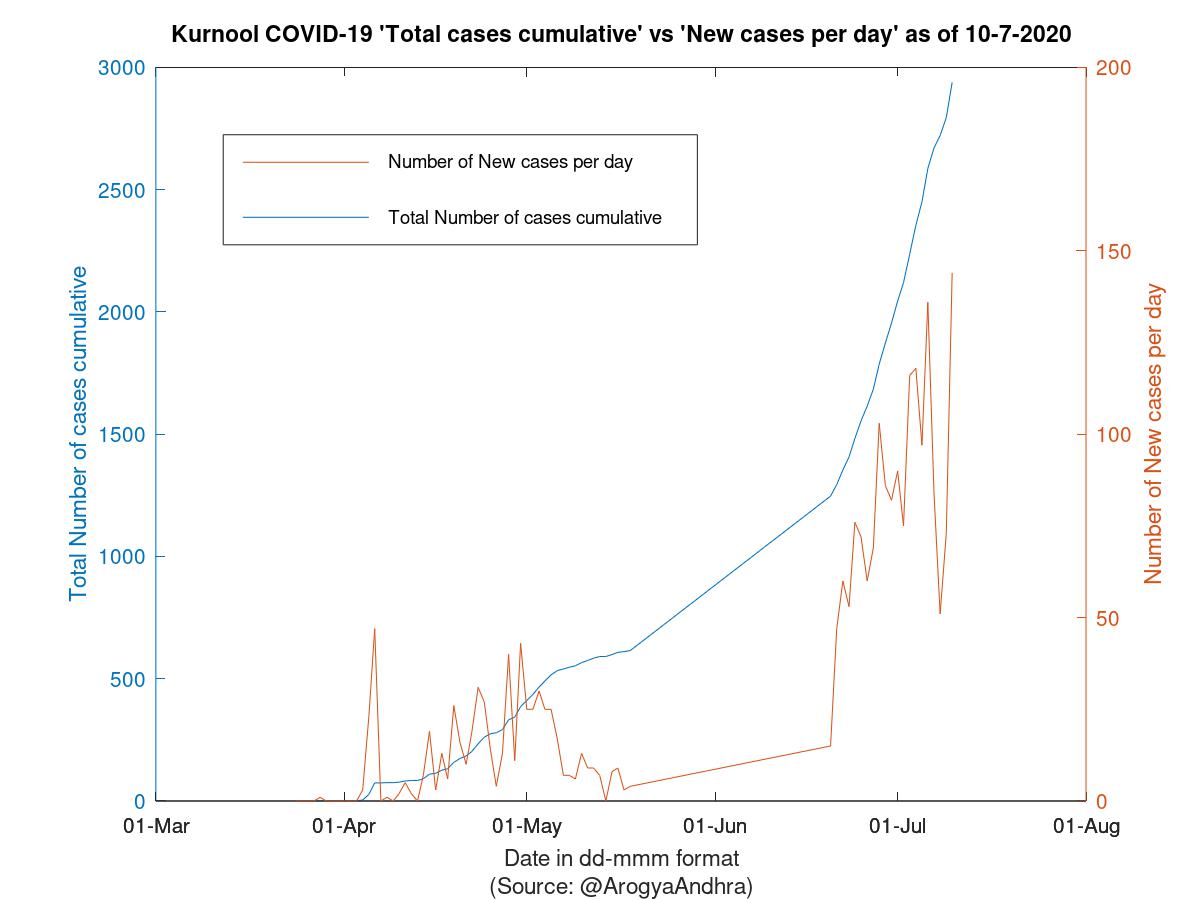 Kurnool COVID-19 'Total cases cumulative' vs 'New cases per day' as of 10-7-2020
Number of New cases per day
Total Number of cases cumulative
Total Number of cases cumulative
3000
2500
2000
1500
1000
500
0
200
150
100
50
0
Number of New cases per day
01-Mar 01-Apr 01-May 01-Jun 01-Jul 01-Aug
Date in dd-mmm format
(Source: @ArogyaAndhra)